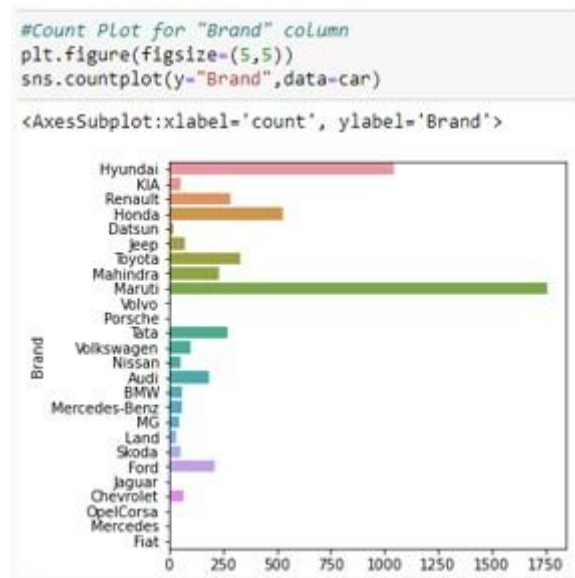 #Count Plot for "Brand" column
plt.figure(figsize=(5,5))
sns.countplot(y="Brand",data=car)
<AxesSubplot:xlabel='count', ylabel='Brand'>
Hyundai
KIA
Renault
Honda
Datsun
Jeep
Toyota
Mahindra
Maruti
Volvo
Porsche
Tata
Volkswagen
Nissan
Audi
BMW
Mercedes-Benz
MG
Land
Skoda
Ford
Jaguar
Chevrolet
OpelCorsa
Mercedes
Fiat
Brand
0 250 500 750 1000 1250 1500 1750